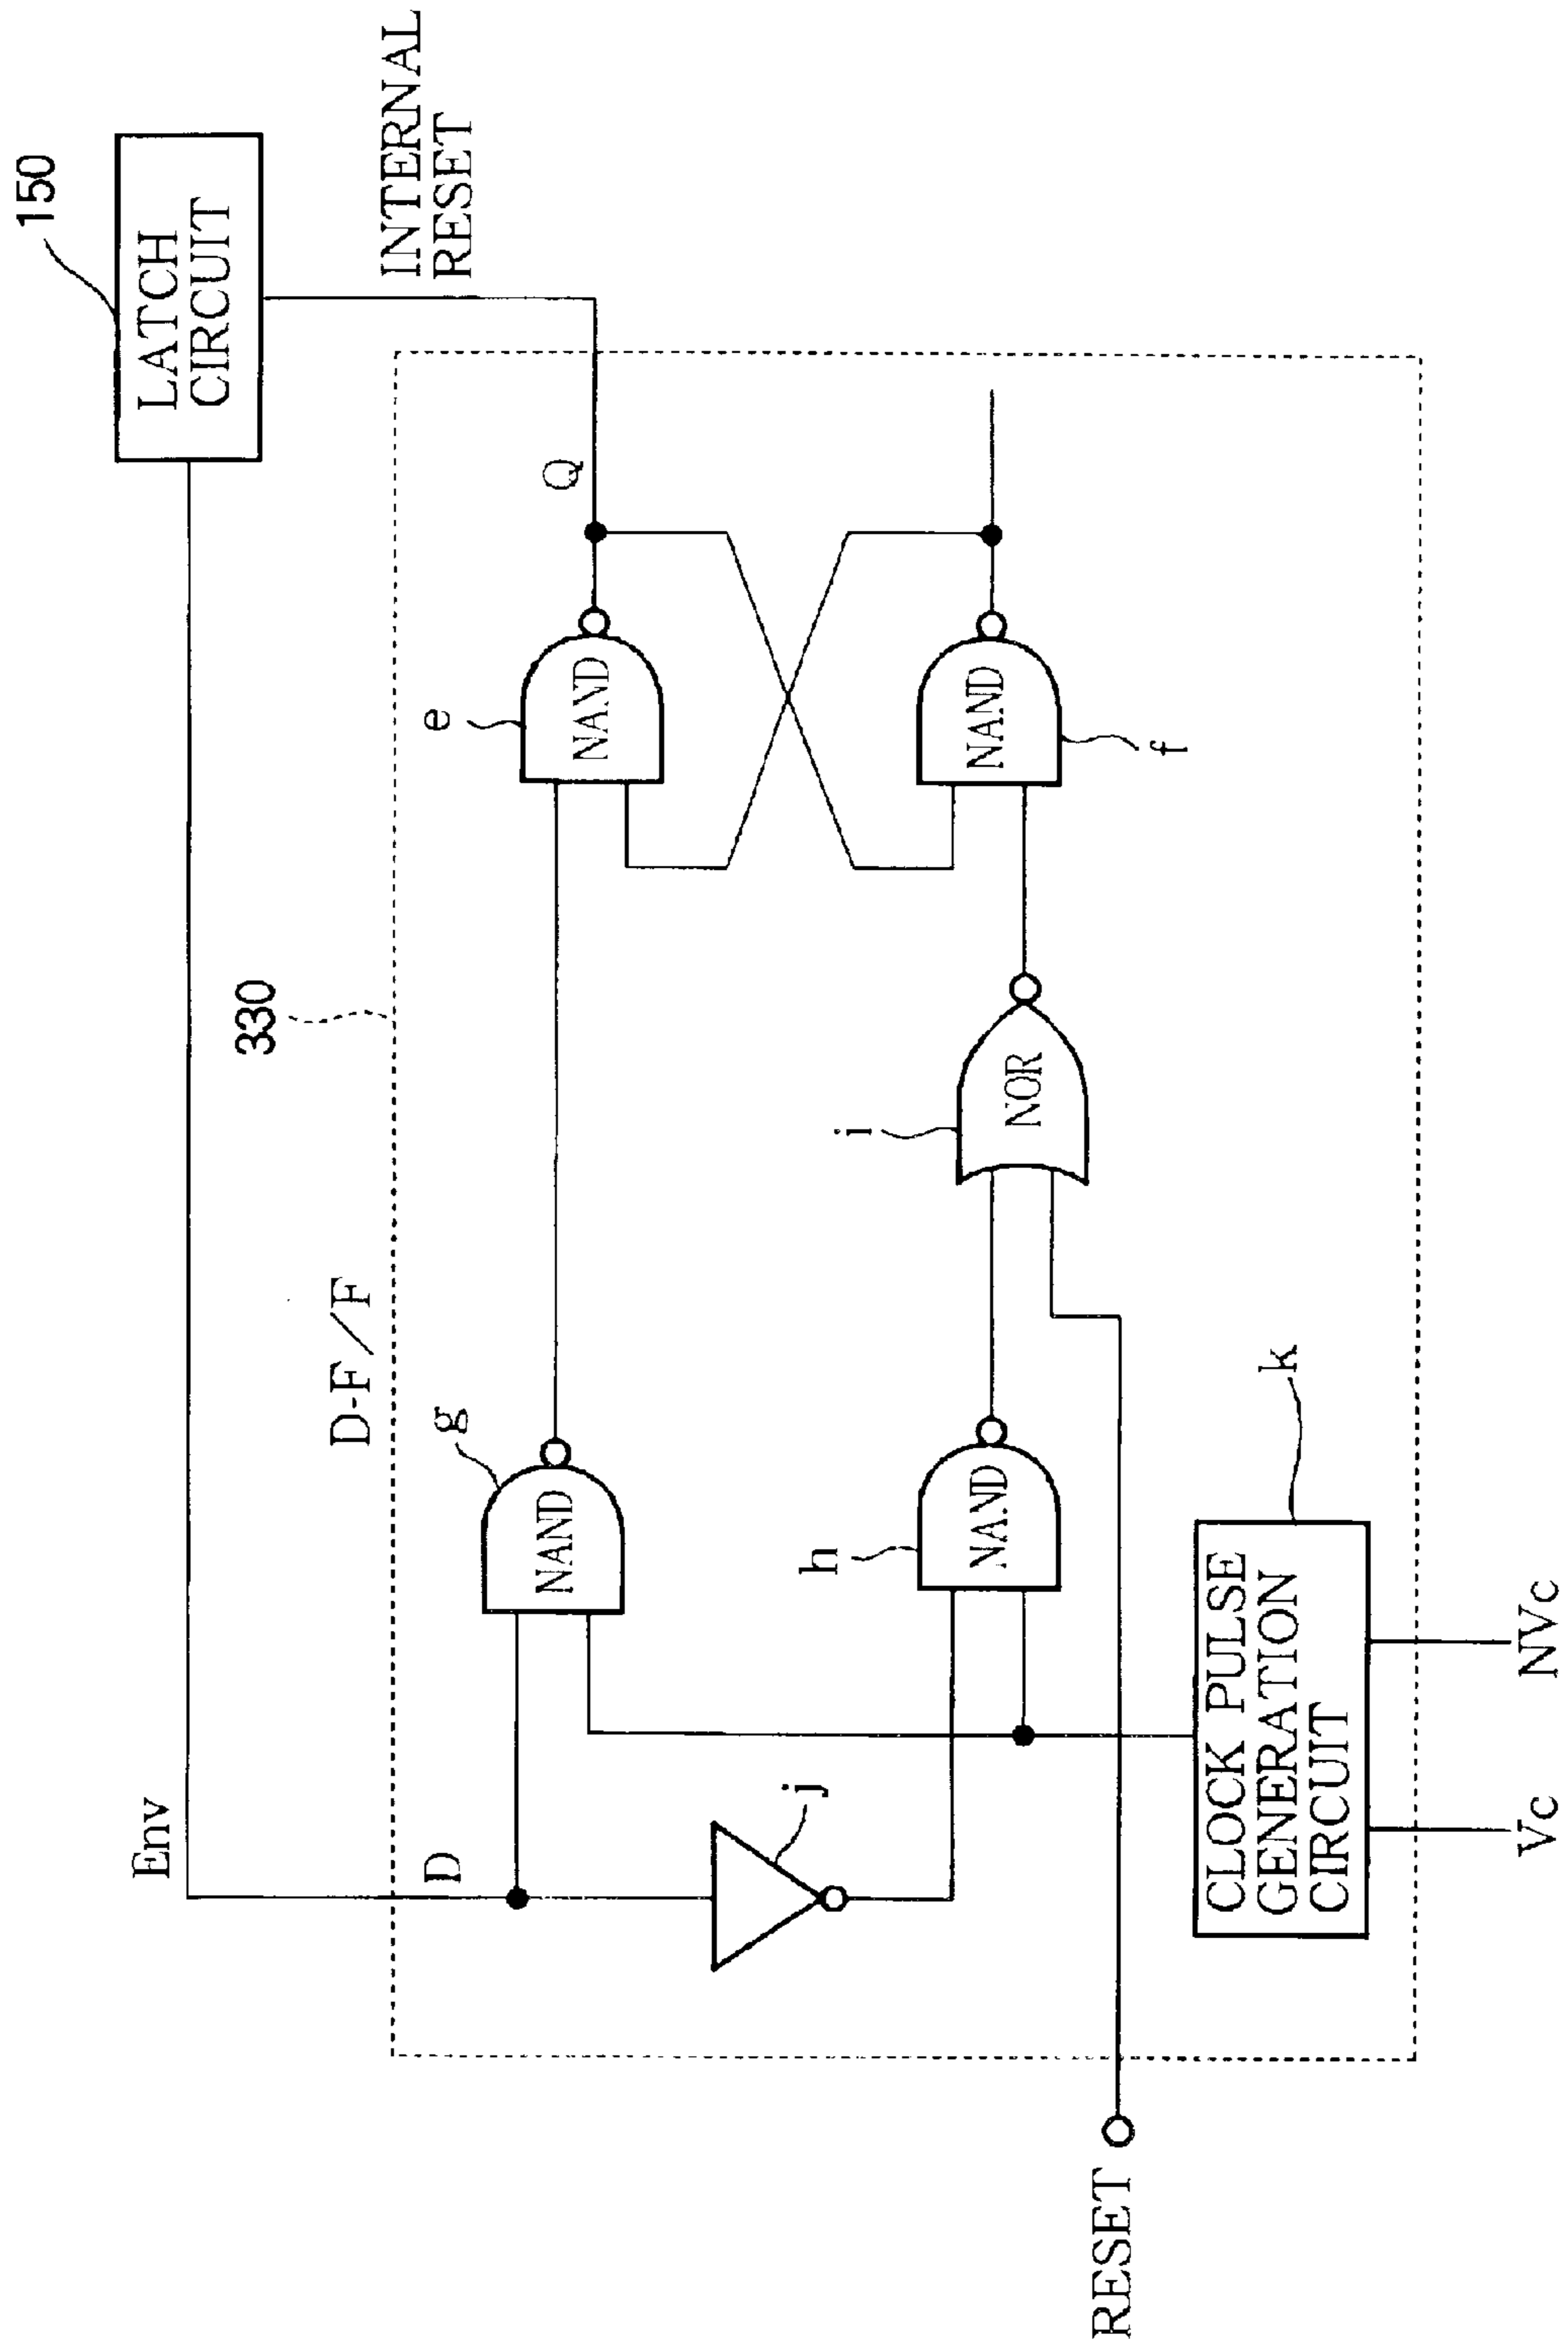 150
LATCH
CIRCUIT
INTERNAL
RESET
Env
330
D-F/F
D
Q
g
NAND
e
NAND
j
h
NAND
i
NOR
NAND
f
RESET
CLOCK PULSE
GENERATION
CIRCUIT
k
Vc
NVc